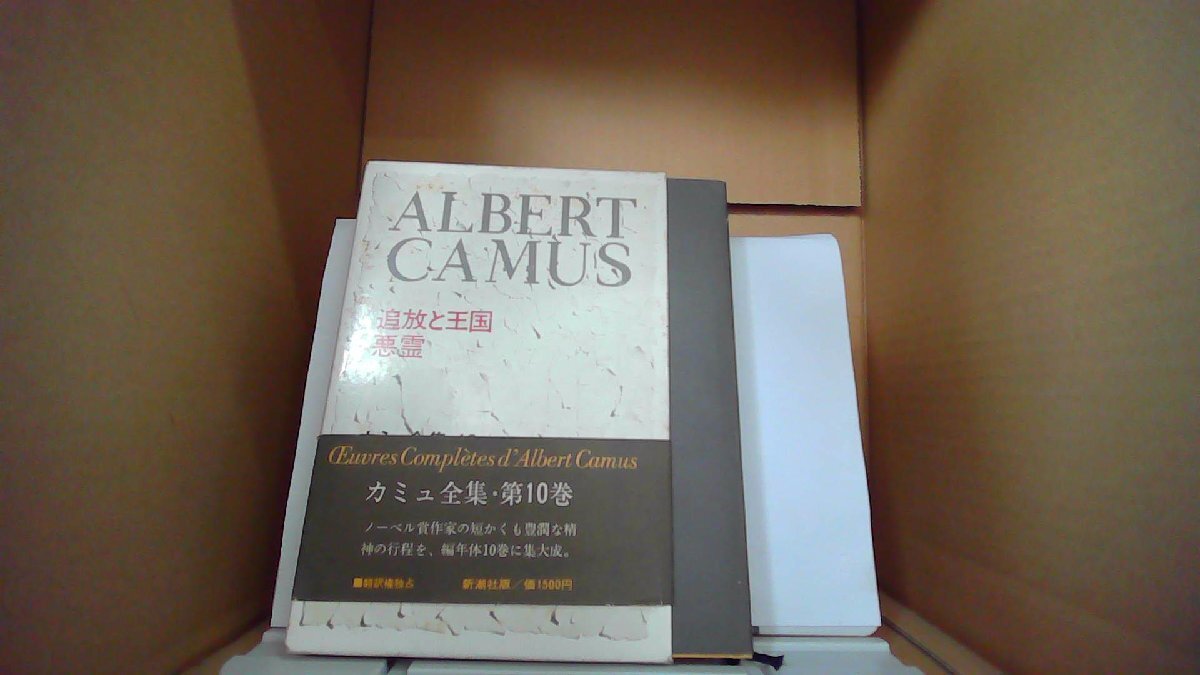 ALBERT
CAMUS
追放と王国
悪霊
Œuvres Complètes d'Albert Camus
カミュ全集・第10巻
ノーベル賞作家の短かくも豊潤な精
神の行程を、編年体10巻に集大成。
■翻訳権独占 新潮社版／価1500円